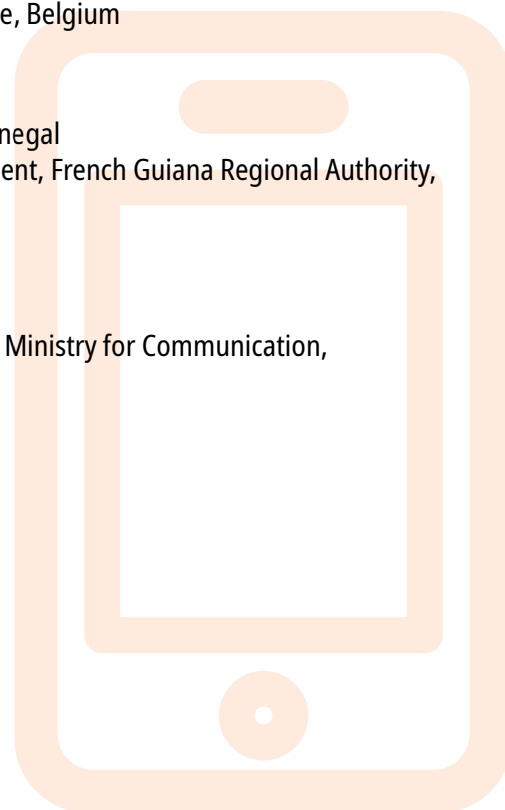 e, Belgium
negal
ent, French Guiana Regional Authority,
Ministry for Communication,